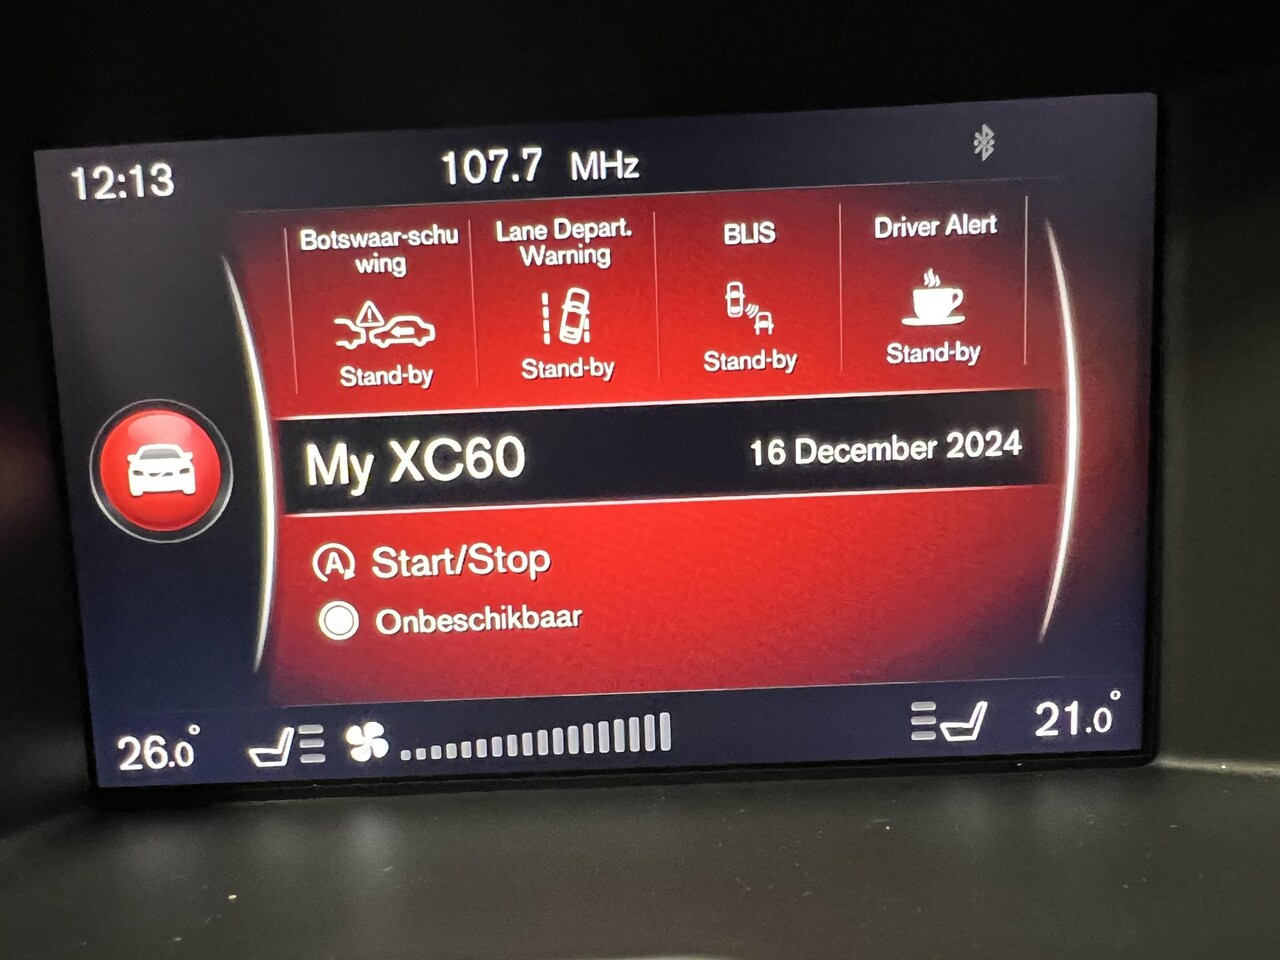 12:13 107.7 MHz
Botswaar-schu
wing
Lane Depart.
Warning
BLIS
Driver Alert
Stand-by Stand-by Stand-by Stand-by
My XC60 16 December 2024
A Start/Stop
Onbeschikbaar
26.0° 21.0°